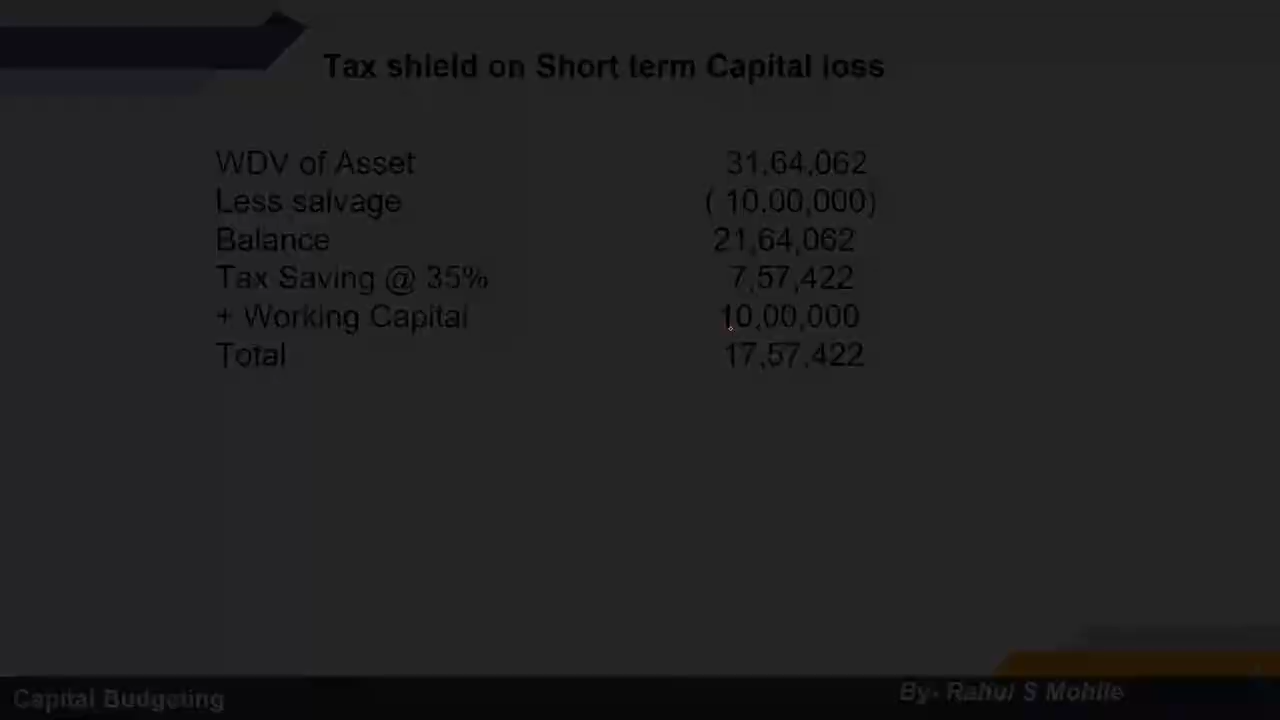 Tax shield on Short term Capital loss
WDV of Asset 31,64,062
Less salvage ( 10,00,000)
Balance 21,64,062
Tax Saving @ 35% 7,57,422
+ Working Capital 10,00,000
Total 17,57,422
Capital Budgeting
By- Rahul S Mohile